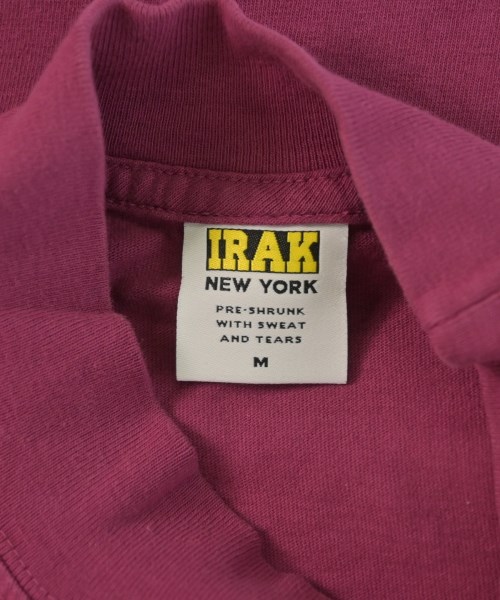 IRAK
NEW YORK
PRE-SHRUNK
WITH SWEAT
AND TEARS
M